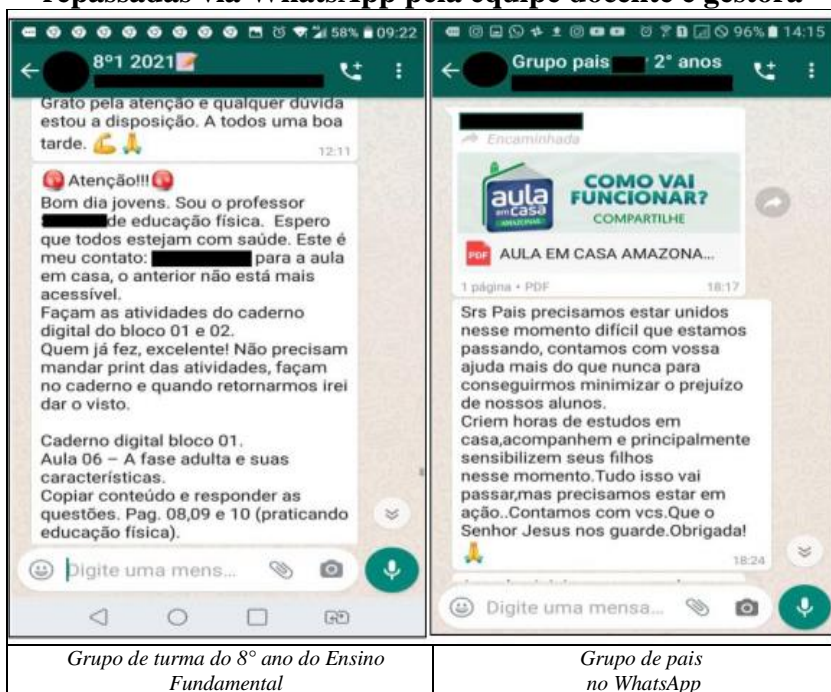 repassadas via WhatsApp pela equipe docente e gestora
58% 09:22
8º1 2021
Grato pela atenção e qualquer dúvida
estou a disposição. A todos uma boa
tarde.
12:11
Atenção!!!
Bom dia jovens. Sou o professor
de educação física. Espero
que todos estejam com saúde. Este é
meu contato: para a aula
em casa, o anterior não está mais
acessível.
Façam as atividades do caderno
digital do bloco 01 e 02.
Quem já fez, excelente! Não precisam
mandar print das atividades, façam
no caderno e quando retornarmos irei
dar o visto.
Caderno digital bloco 01.
Aula 06 – A fase adulta e suas
características.
Copiar conteúdo e responder as
questões. Pag. 08,09 e 10 (praticando
educação física).
Digite uma mens...
96% 14:15
Grupo pais 2° anos
Encaminhada
aula
em casa
AMAZONAS
COMO VAI
FUNCIONAR?
COMPARTILHE
PDF AULA EM CASA AMAZONA...
1 página • PDF 18:17
Srs Pais precisamos estar unidos
nesse momento difícil que estamos
passando, contamos com vossa
ajuda mais do que nunca para
conseguirmos minimizar o prejuízo
de nossos alunos.
Criem horas de estudos em
casa,acompanhem e principalmente
sensibilizem seus filhos
nesse momento.Tudo isso vai
passar,mas precisamos estar em
ação..Contamos com vcs.Que o
Senhor Jesus nos guarde.Obrigada!
18:24
Digite uma mensa...
Grupo de turma do 8° ano do Ensino
Fundamental
Grupo de pais
no WhatsApp